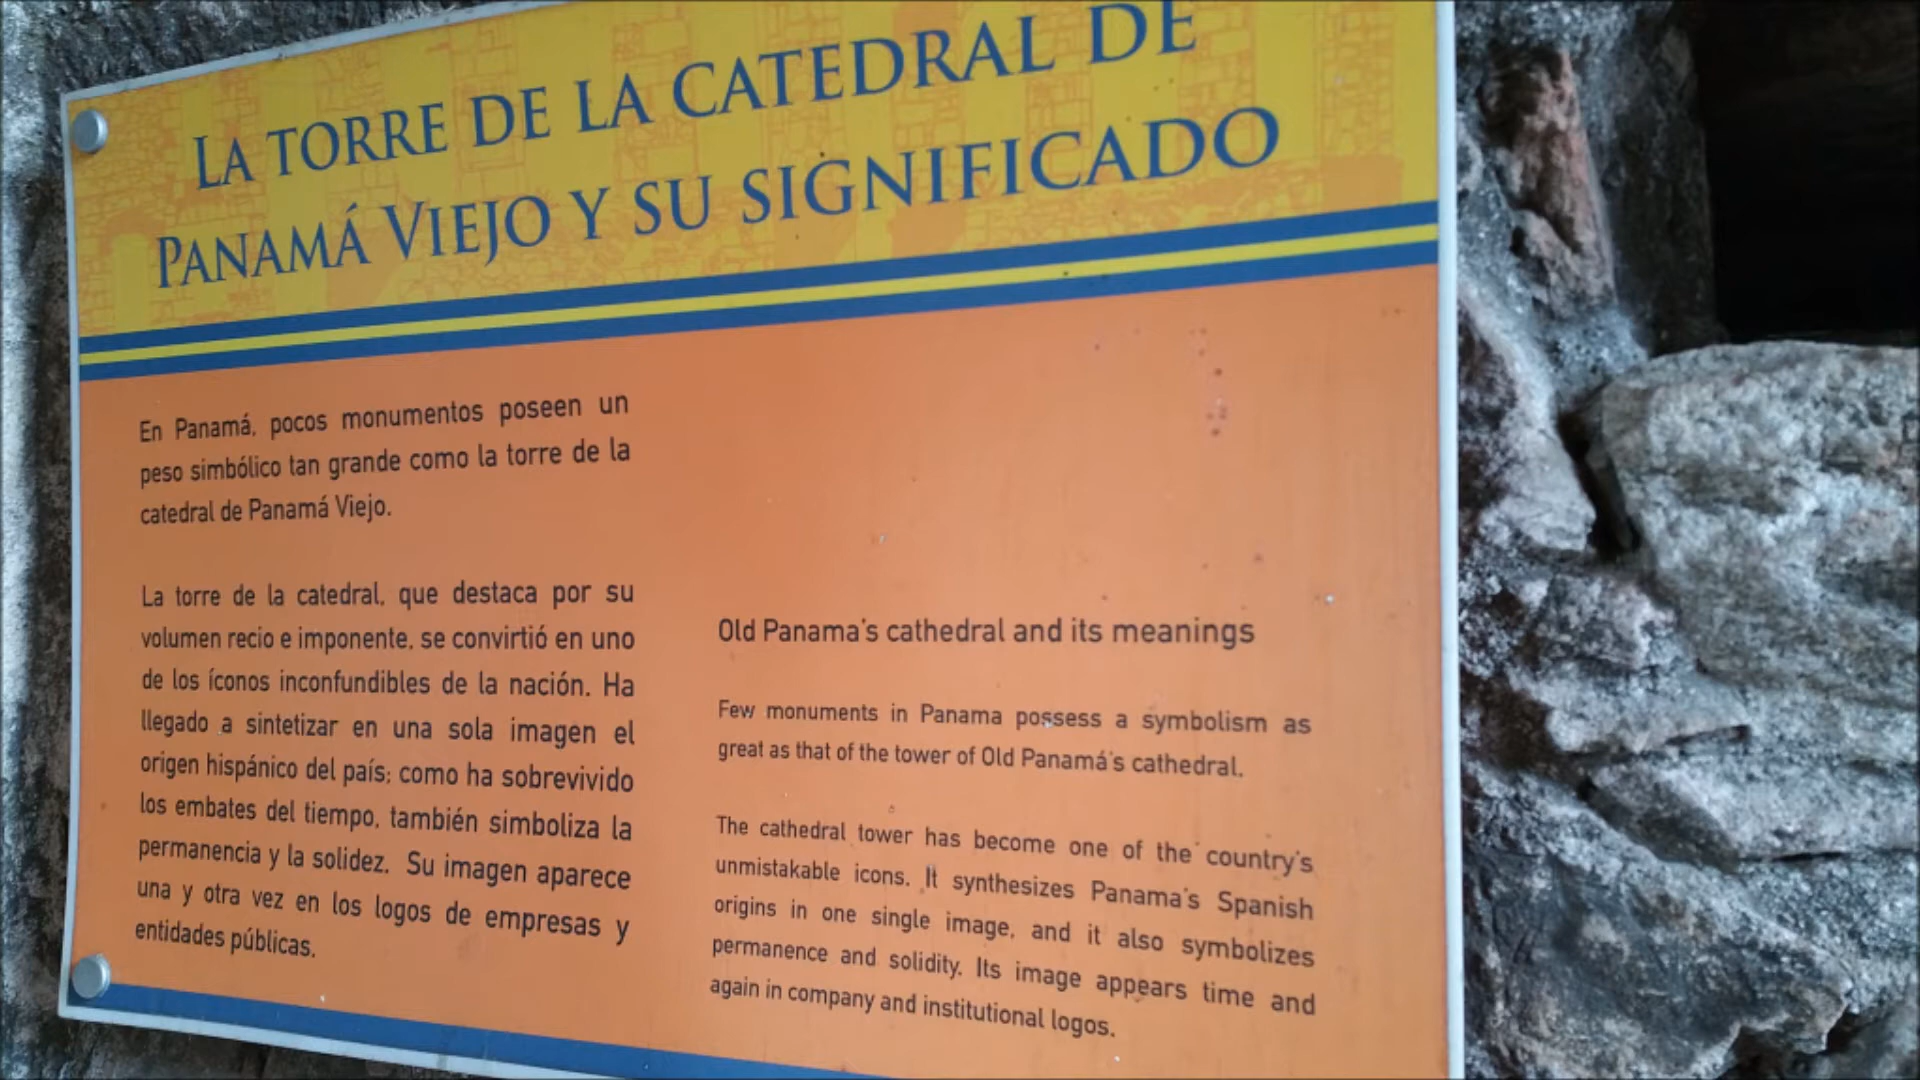 LA TORRE DE LA CATEDRAL DE
PANAMÁ VIEJO Y SU SIGNIFICADO
En Panamá, pocos monumentos poseen un
peso simbólico tan grande como la torre de la
catedral de Panamá Viejo.
La torre de la catedral, que destaca por su
volumen recio e imponente, se convirtió en uno
de los íconos inconfundibles de la nación. Ha
llegado a sintetizar en una sola imagen el
origen hispánico del país; como ha sobrevivido
los embates del tiempo, también simboliza la
permanencia y la solidez. Su imagen aparece
una y otra vez en los logos de empresas y
entidades públicas.
Old Panama's cathedral and its meanings
Few monuments in Panama possess a symbolism as
great as that of the tower of Old Panamá's cathedral.
The cathedral tower has become one of the country's
unmistakable icons. It synthesizes Panama's Spanish
origins in one single image, and it also symbolizes
permanence and solidity. Its image appears time and
again in company and institutional logos.